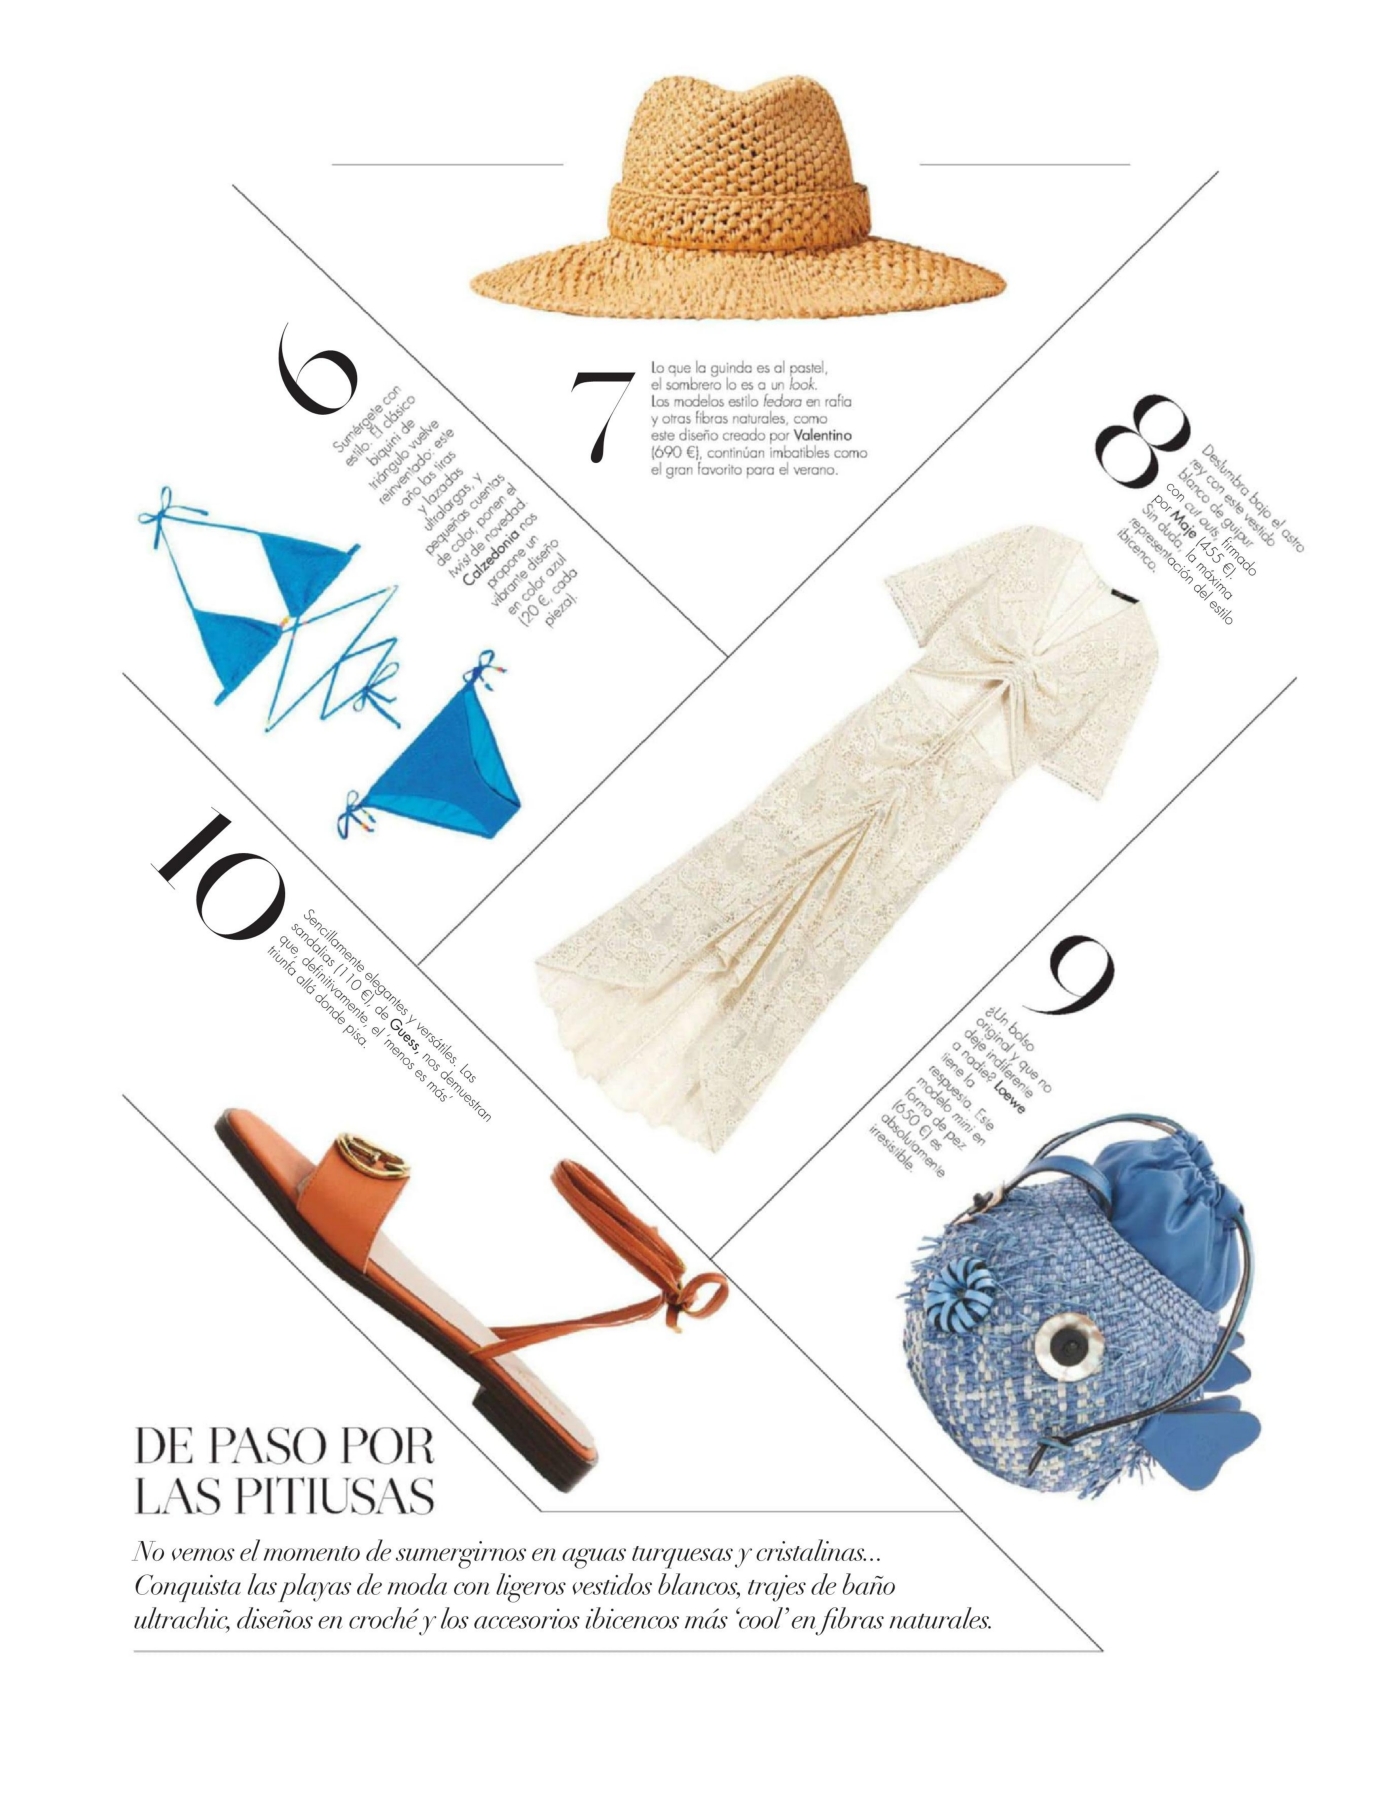 6
Sumérgete con
estilo. El clásico
biquini de
triángulo vuelve
reinventado: este
año las tiras
y lazadas
ultralargas, y
pequeñas cuentas
de color, ponen el
twist de novedad.
Calzedonia nos
propone un
vibrante diseño
en color azul
(20 €, cada
pieza).
7
Lo que la guinda es al pastel,
el sombrero lo es a un look.
Los modelos estilo fedora en rafia
y otras fibras naturales, como
este diseño creado por Valentino
(690 €), continúan imbatibles como
el gran favorito para el verano.
8
Deslumbra bajo el astro
rey con este vestido
blanco de guipur
con cut outs, firmado
por Maje (455 €).
Sin duda, la máxima
representación del estilo
ibicenco.
9
¿Un bolso
original y que no
deje indiferente
a nadie? Loewe
tiene la
respuesta. Este
modelo mini en
forma de pez
(650 €) es
absolutamente
irresistible.
10
Sencillamente elegantes y versátiles. Las
sandalias (110 €), de Guess, nos demuestran
que, definitivamente, el 'menos es más'
triunfa allá donde pisa.
DE PASO POR
LAS PITIUSAS
No vemos el momento de sumergirnos en aguas turquesas y cristalinas...
Conquista las playas de moda con ligeros vestidos blancos, trajes de baño
ultrachic, diseños en croché y los accesorios ibicencos más ‘cool’ en fibras naturales.